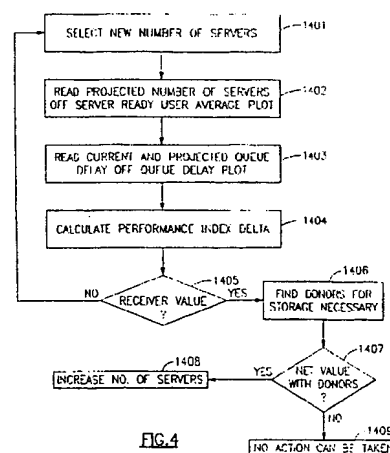 SELECT NEW NUMBER OF SERVERS
1401
READ PROJECTED NUMBER OF SERVERS
OFF SERVER READY USER AVERAGE PLOT
1402
READ CURRENT AND PROJECTED QUEUE
DELAY OFF QUEUE DELAY PLOT
1403
CALCULATE PERFORMANCE INDEX DELTA
1404
1405
NO
RECEIVER VALUE
?
YES
1406
FIND DONORS FOR
STORAGE NECESSARY
1407
1408
INCREASE NO. OF SERVERS
YES
NET VALUE
WITH DONORS
?
NO
1409
NO ACTION CAN BE TAKEN
FIG.4